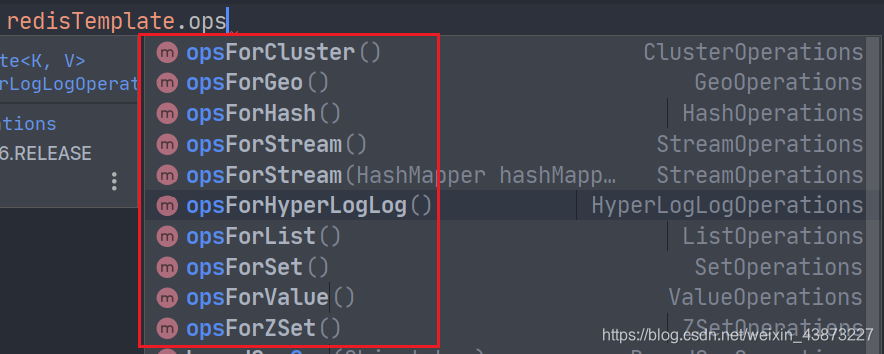 redisTemplate.ops
te<K, V>
rLogLogOperat
ations
6.RELEASE
opsForCluster() ClusterOperations
opsForGeo() GeoOperations
opsForHash() HashOperations
opsForStream() StreamOperations
opsForStream(HashMapper hashMapp… StreamOperations
opsForHyperLogLog() HyperLogLogOperations
opsForList() ListOperations
opsForSet() SetOperations
opsForValue() ValueOperations
opsForZSet() ZSetOperations
https://blog.csdn.net/weixin_43873227